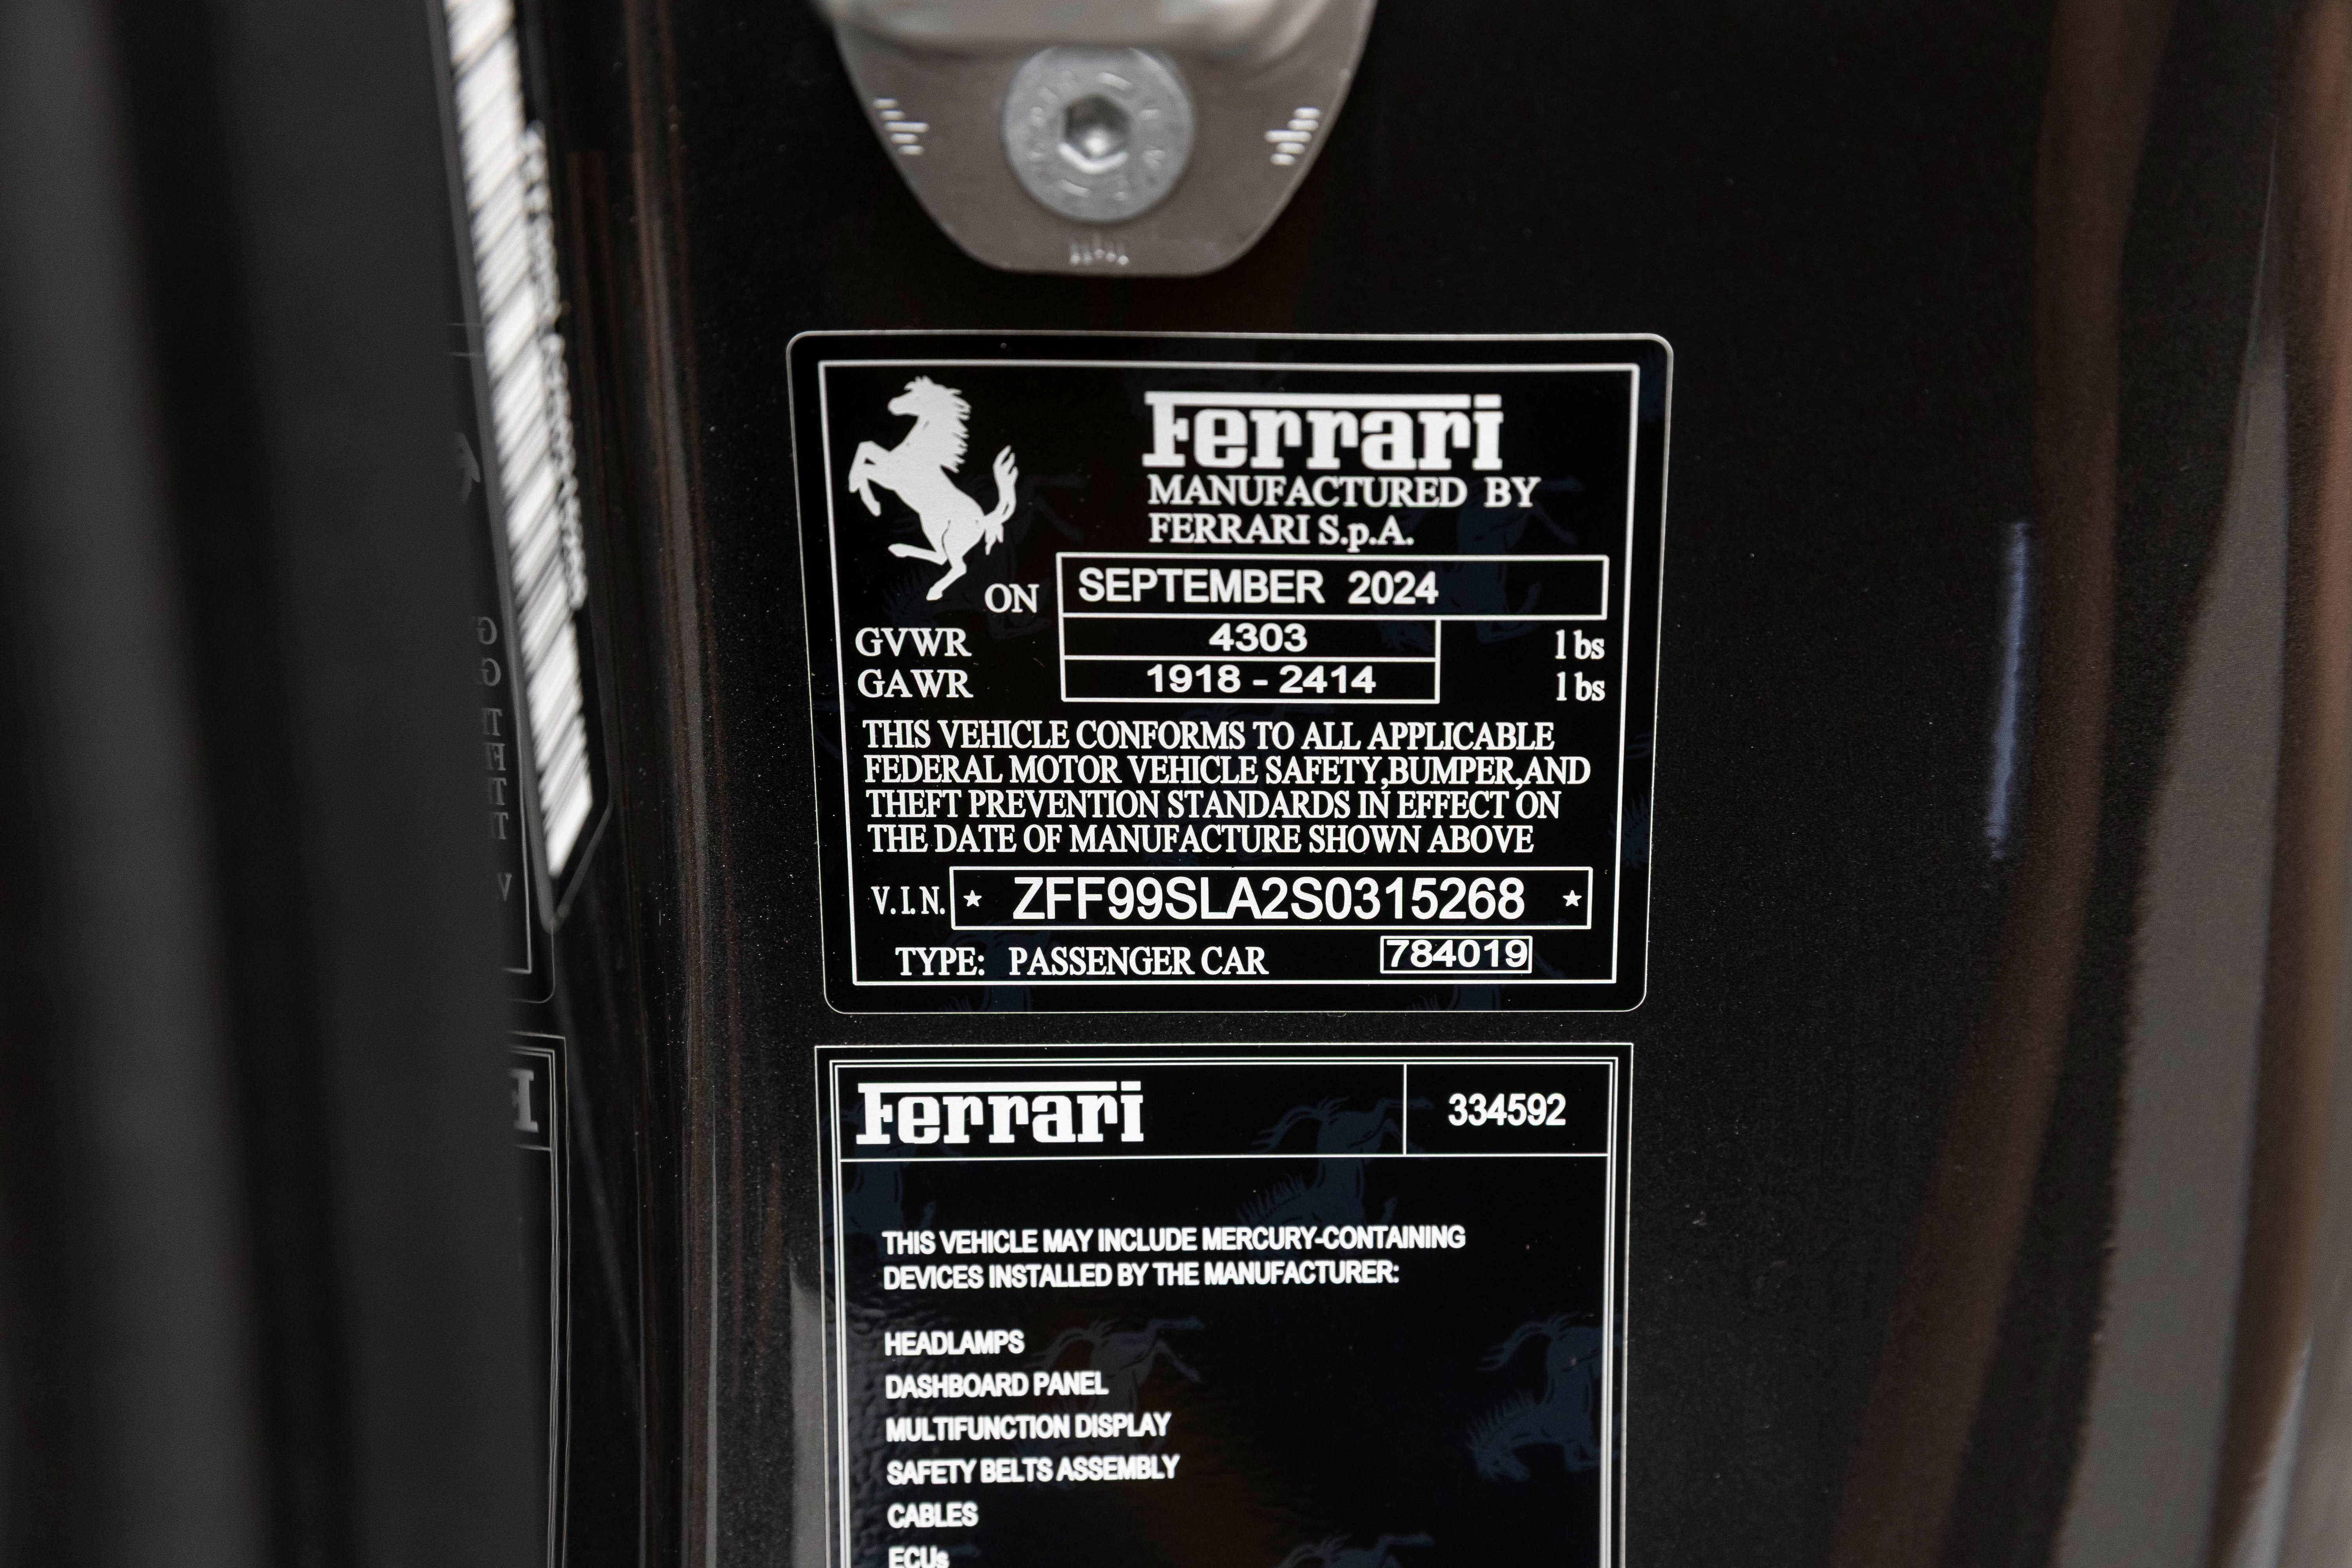 Ferrari
MANUFACTURED BY
FERRARI S.p.A.
ON SEPTEMBER 2024
GVWR 4303 lbs
GAWR 1918 - 2414 lbs
THIS VEHICLE CONFORMS TO ALL APPLICABLE
FEDERAL MOTOR VEHICLE SAFETY,BUMPER,AND
THEFT PREVENTION STANDARDS IN EFFECT ON
THE DATE OF MANUFACTURE SHOWN ABOVE
V.I.N. * ZFF99SLA2S0315268 *
TYPE: PASSENGER CAR 784019
Ferrari 334592
THIS VEHICLE MAY INCLUDE MERCURY-CONTAINING
DEVICES INSTALLED BY THE MANUFACTURER:
HEADLAMPS
DASHBOARD PANEL
MULTIFUNCTION DISPLAY
SAFETY BELTS ASSEMBLY
CABLES
ECUs